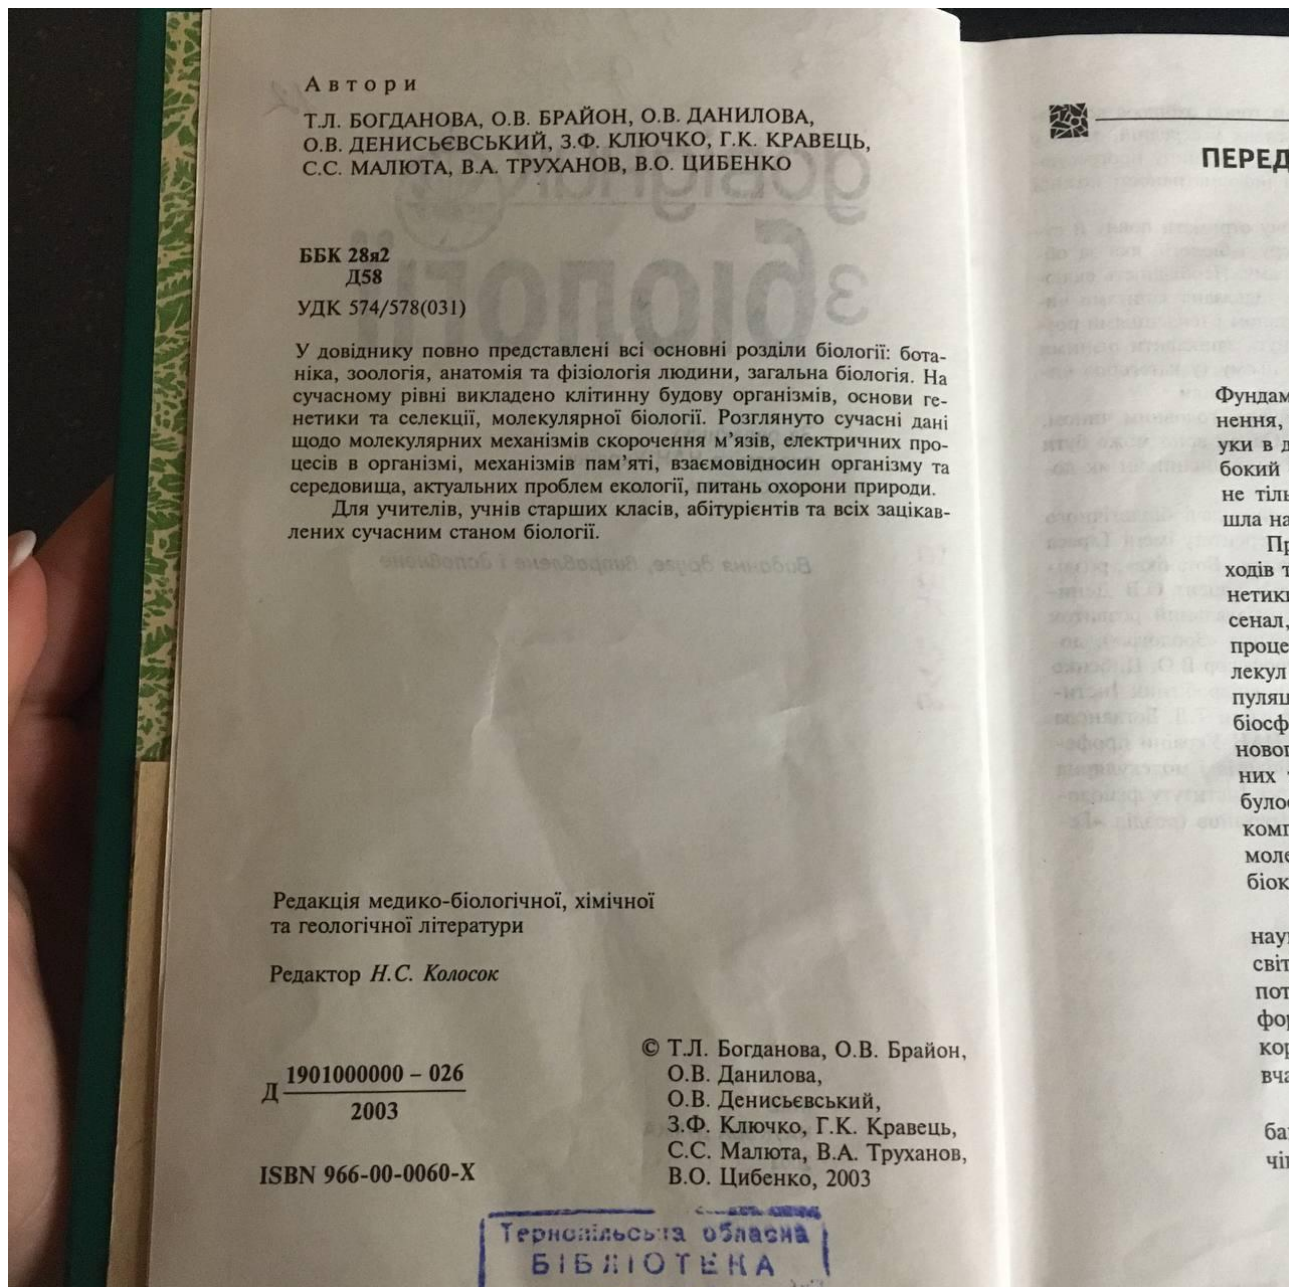 Автори
Т.Л. БОГДАНОВА, О.В. БРАЙОН, О.В. ДАНИЛОВА,
О.В. ДЕНИСЬЄВСЬКИЙ, З.Ф. КЛЮЧКО, Г.К. КРАВЕЦЬ,
С.С. МАЛЮТА, В.А. ТРУХАНОВ, В.О. ЦИБЕНКО
ББК 28я2
Д58
УДК 574/578(031)
У довіднику повно представлені всі основні розділи біології: бота-
ніка, зоологія, анатомія та фізіологія людини, загальна біологія. На
сучасному рівні викладено клітинну будову організмів, основи ге-
нетики та селекції, молекулярної біології. Розглянуто сучасні дані
щодо молекулярних механізмів скорочення м’язів, електричних про-
цесів в організмі, механізмів пам’яті, взаємовідносин організму та
середовища, актуальних проблем екології, питань охорони природи.
Для учителів, учнів старших класів, абітурієнтів та всіх зацікав-
лених сучасним станом біології.
Редакція медико-біологічної, хімічної
та геологічної літератури
Редактор Н.С. Колосок
Д 1901000000 – 026
2003
ISBN 966-00-0060-X
© Т.Л. Богданова, О.В. Брайон,
О.В. Данилова,
О.В. Денисьєвський,
З.Ф. Ключко, Г.К. Кравець,
С.С. Малюта, В.А. Труханов,
В.О. Цибенко, 2003
Тернопільська обласна
БІБЛІОТЕКА
ПЕРЕД
Фундам
нення,
уки в д
бокий
не тіль
шла на
Пр
ходів т
нетики
сенал,
проце
лекул
пуляц
біосф
новог
них
було
комп
моле
біок
наук
світ
пот
фор
кор
вча
ба
чі